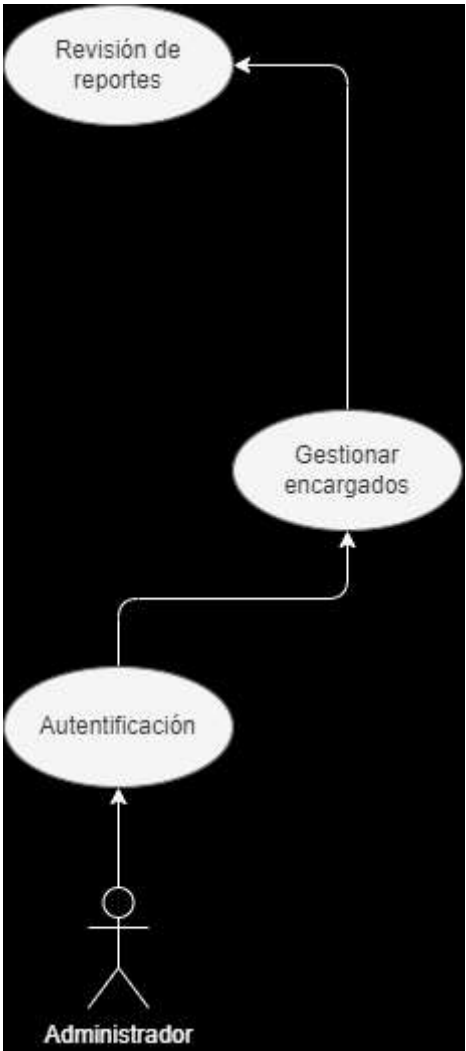 Revisión de
reportes
Gestionar
encargados
Autentificación
Administrador